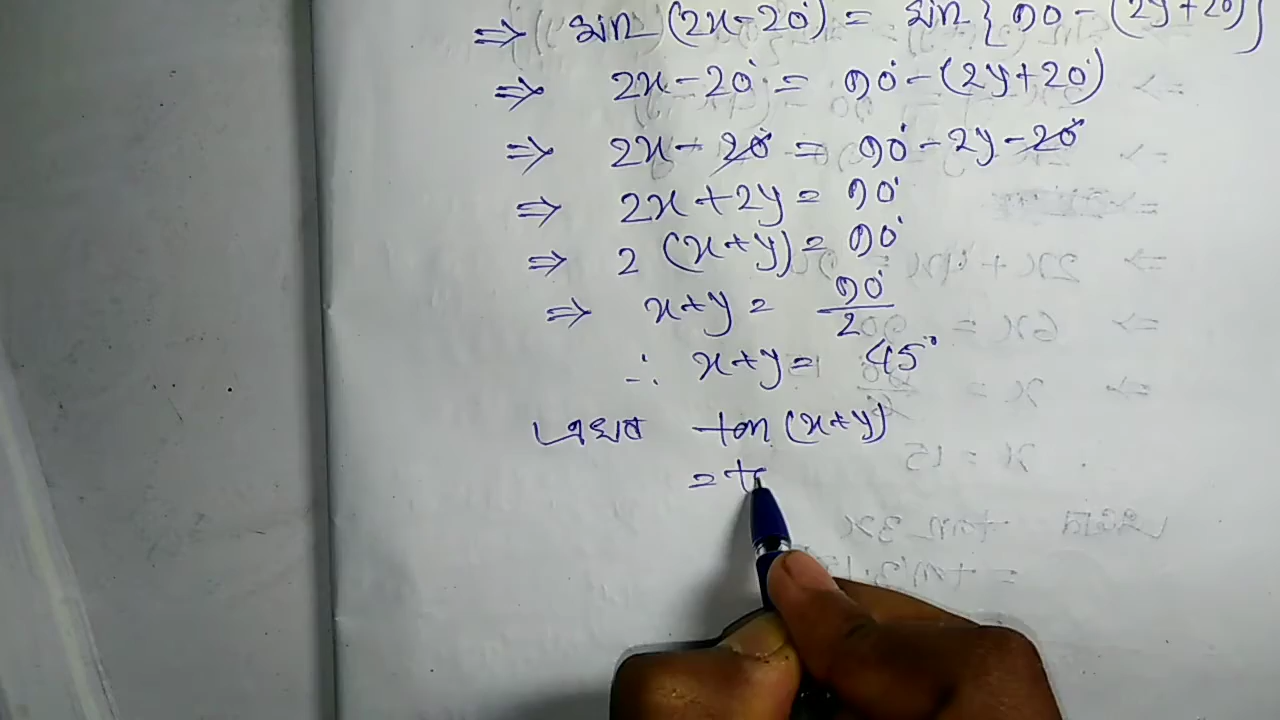 ⇒ sin (2x-20°) = sin{90-(2y+20)}
⇒ 2x-20° = 90°-(2y+20°)
⇒ 2x-20° = 90°-2y-20°
⇒ 2x+2y = 90°
⇒ 2(x+y) = 90°
⇒ x+y = 90°/2
∴ x+y = 45°
এখন tan (x+y)
= t